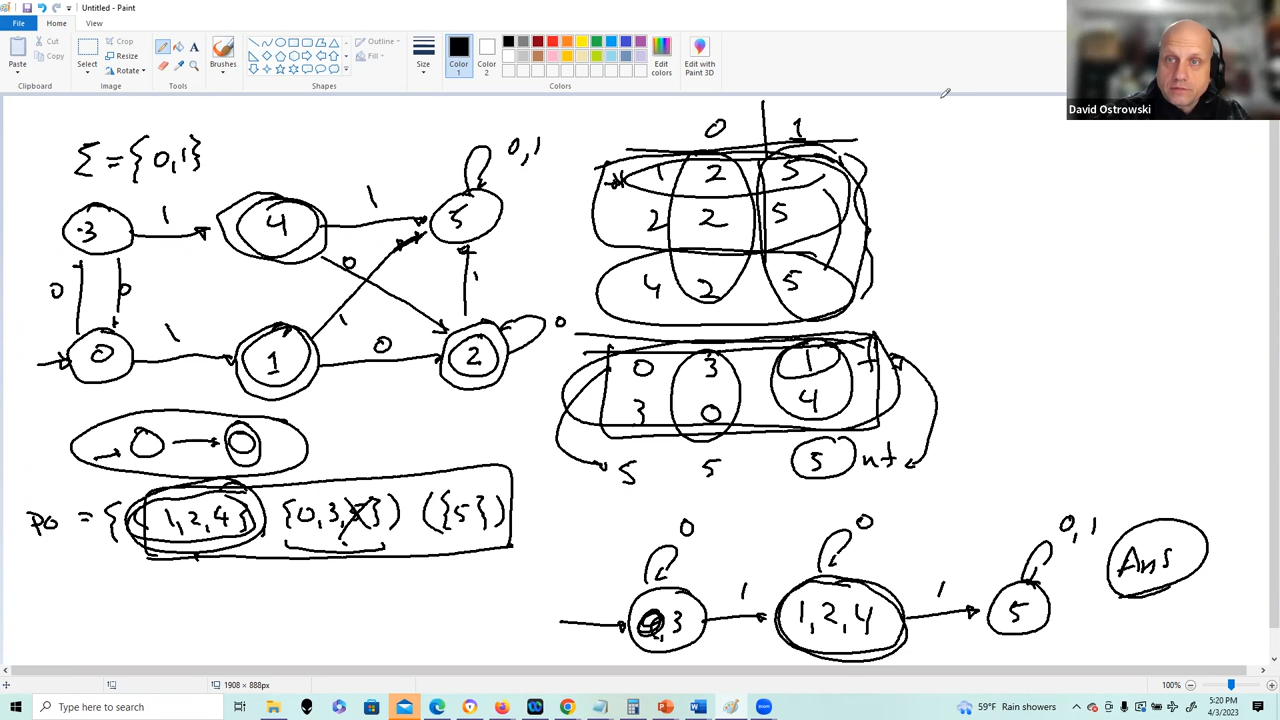 Untitled - Paint
File Home View
Paste
Cut
Copy
Clipboard
Select
Crop
Resize
Rotate
Image
A
Tools
Brushes
Shapes
Outline
Fill
Size
Color 1
Color 2
Edit colors
Colors
Edit with Paint 3D
David Ostrowski
Σ = {0,1}
3
1
4
1
5
0,1
0
0
0
1
1
1
0
1
0
2
0
p0 = { 1,2,4} {0,3,5}) ({5})
0 1
1 2 5
2 2 5
4 2 5
0 3 1
3 0 4
5 5 5 nf
0
0
0,1
,3
1
1,2,4
1
5
Ans
1908 × 888px
100%
Type here to search
59°F Rain showers
5:20 PM
4/3/2023